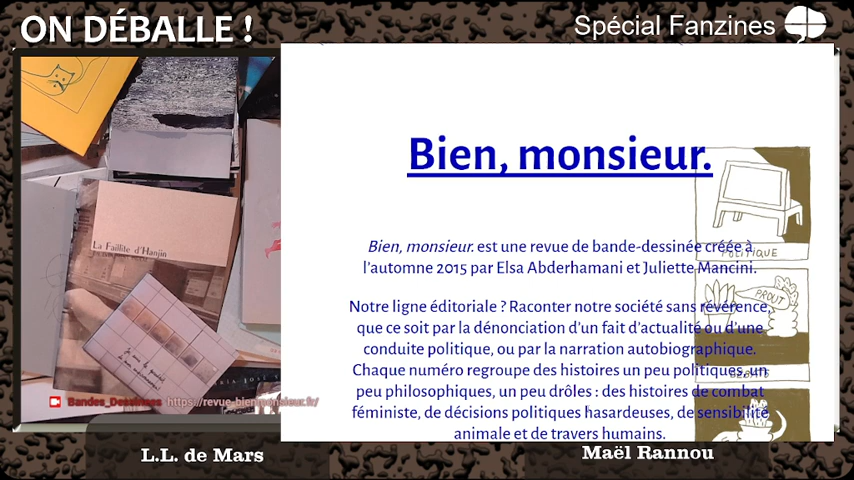 ON DÉBALLE !
Spécial Fanzines
Bien, monsieur.
Bien, monsieur. est une revue de bande-dessinée créée à
l'automne 2015 par Elsa Abderhamani et Juliette Mancini.
Notre ligne éditoriale ? Raconter notre société sans révérence,
que ce soit par la dénonciation d'un fait d'actualité ou d'une
conduite politique, ou par la narration autobiographique.
Chaque numéro regroupe des histoires un peu politiques, un
peu philosophiques, un peu drôles : des histoires de combat
féministe, de décisions politiques hasardeuses, de sensibilité
animale et de travers humains.
POLITIQUE
PROUT
DÉBATS
La Faillite d'Hanjin
Bandes_Dessinees https://revue-bienmonsieur.fr/
L.L. de Mars
Maël Rannou